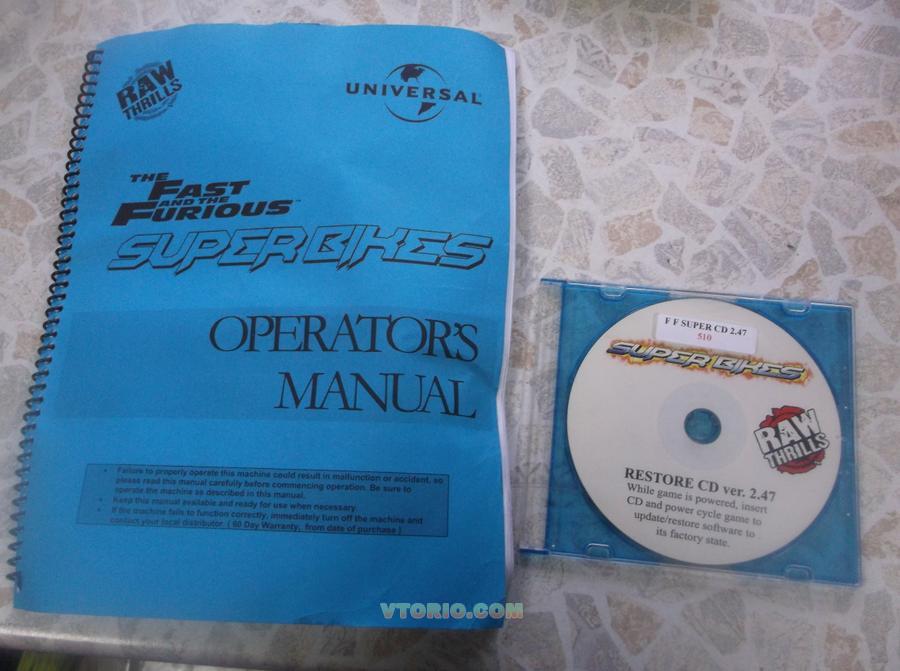 RAW
THRILLS
UNIVERSAL
THE
FAST
AND THE
FURIOUS™
SUPER BIKES
OPERATOR'S
MANUAL
• Failure to properly operate this machine could result in malfunction or accident, so
please read this manual carefully before commencing operation. Be sure to
operate the machine as described in this manual.
• Keep this manual available and ready for use when necessary.
• If the machine fails to function correctly, immediately turn off the machine and
contact your local distributor. ( 60 Day Warranty, from date of purchase )
F F SUPER CD 2.47
510
SUPER BIKES
RAW
THRILLS
RESTORE CD ver. 2.47
While game is powered, insert
CD and power cycle game to
update/restore software to
its factory state.
VTORIO.COM